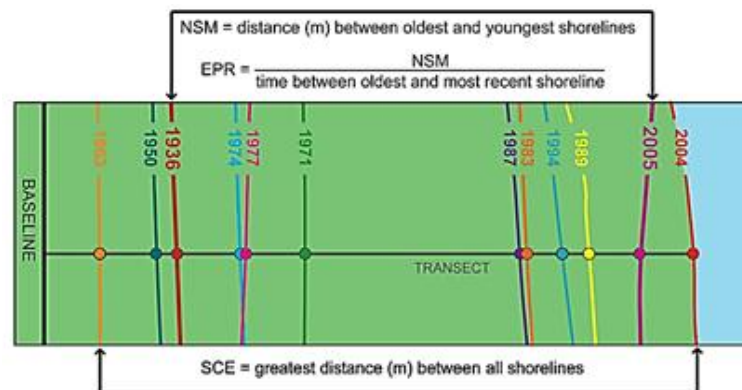 NSM = distance (m) between oldest and youngest shorelines
EPR = NSM
time between oldest and most recent shoreline
BASELINE
1950
1936
1974
1977
1971
1987
1983
1994
1989
2005
2004
TRANSECT
SCE = greatest distance (m) between all shorelines